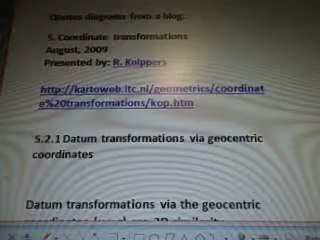 Quotes diagrams from a blog:
5. Coordinate transformations
August, 2009
Presented by: R. Knippers
http://kartoweb.itc.nl/geometrics/coordinat
e%20transformations/kop.htm
5.2.1 Datum transformations via geocentric
coordinates
Datum transformations via the geocentric